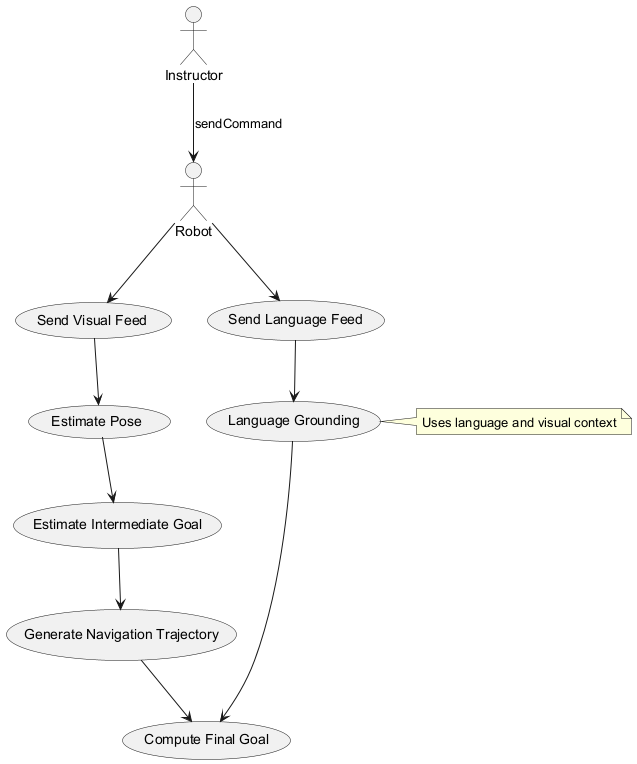 Instructor
sendCommand
Robot
Send Visual Feed
Send Language Feed
Estimate Pose
Language Grounding
Uses language and visual context
Estimate Intermediate Goal
Generate Navigation Trajectory
Compute Final Goal